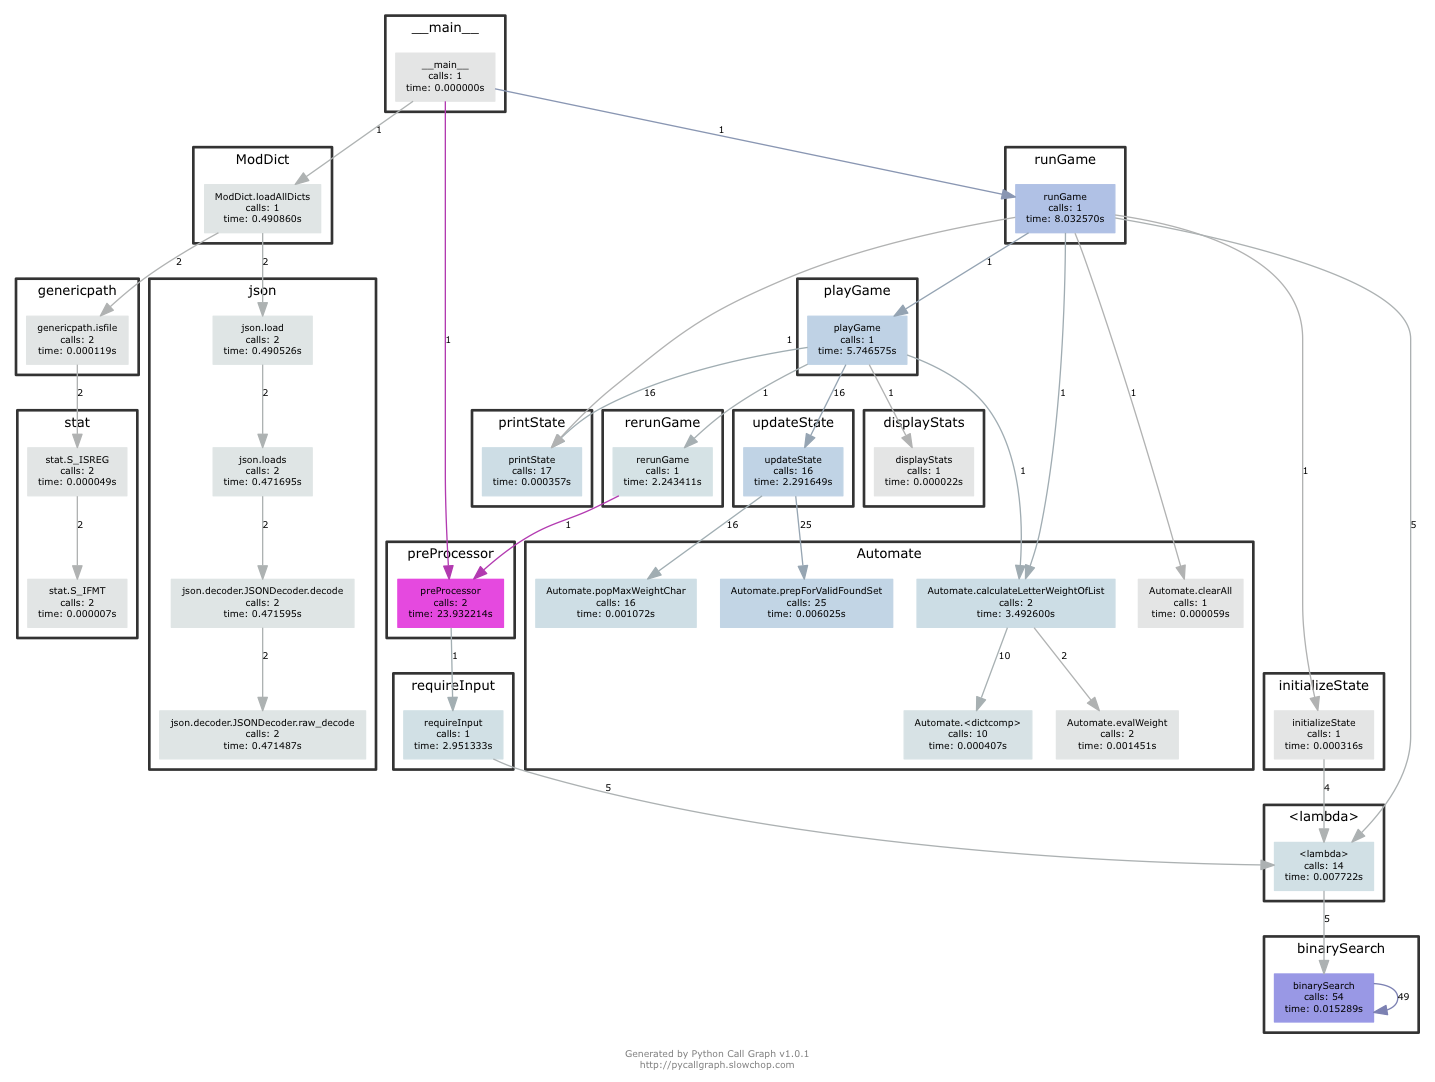 __main__
__main__
calls: 1
time: 0.000000s
1
1
1
ModDict
ModDict.loadAllDicts
calls: 1
time: 0.490860s
runGame
runGame
calls: 1
time: 8.032570s
2
2
1
genericpath
genericpath.isfile
calls: 2
time: 0.000119s
json
json.load
calls: 2
time: 0.490526s
playGame
playGame
calls: 1
time: 5.746575s
1
1
2
2
16
1
16
1
1
1
stat
stat.S_ISREG
calls: 2
time: 0.000049s
json.loads
calls: 2
time: 0.471695s
printState
printState
calls: 17
time: 0.000357s
rerunGame
rerunGame
calls: 1
time: 2.243411s
updateState
updateState
calls: 16
time: 2.291649s
displayStats
displayStats
calls: 1
time: 0.000022s
1
1
2
2
1
16
25
5
stat.S_IFMT
calls: 2
time: 0.000007s
json.decoder.JSONDecoder.decode
calls: 2
time: 0.471595s
preProcessor
preProcessor
calls: 2
time: 23.932214s
Automate
Automate.popMaxWeightChar
calls: 16
time: 0.001072s
Automate.prepForValidFoundSet
calls: 25
time: 0.006025s
Automate.calculateLetterWeightOfList
calls: 2
time: 3.492600s
Automate.clearAll
calls: 1
time: 0.000059s
2
1
10
2
json.decoder.JSONDecoder.raw_decode
calls: 2
time: 0.471487s
requireInput
requireInput
calls: 1
time: 2.951333s
Automate.<dictcomp>
calls: 10
time: 0.000407s
Automate.evalWeight
calls: 2
time: 0.001451s
initializeState
initializeState
calls: 1
time: 0.000316s
5
4
<lambda>
<lambda>
calls: 14
time: 0.007722s
5
binarySearch
binarySearch
calls: 54
time: 0.015289s
49
Generated by Python Call Graph v1.0.1
http://pycallgraph.slowchop.com